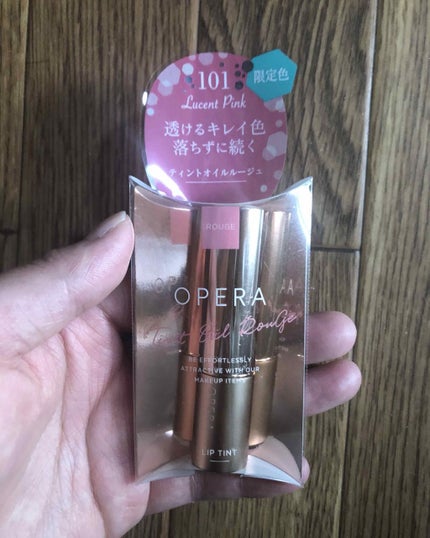 101
限定色
Lucent Pink
透けるキレイ色
落ちずに続く
ティントオイルルージュ
ROUGE
OPERA
Tint Oil Rouge
BE EFFORTLESSLY
ATTRACTIVE WITH OUR
MAKEUP ITEMS
LIP TINT